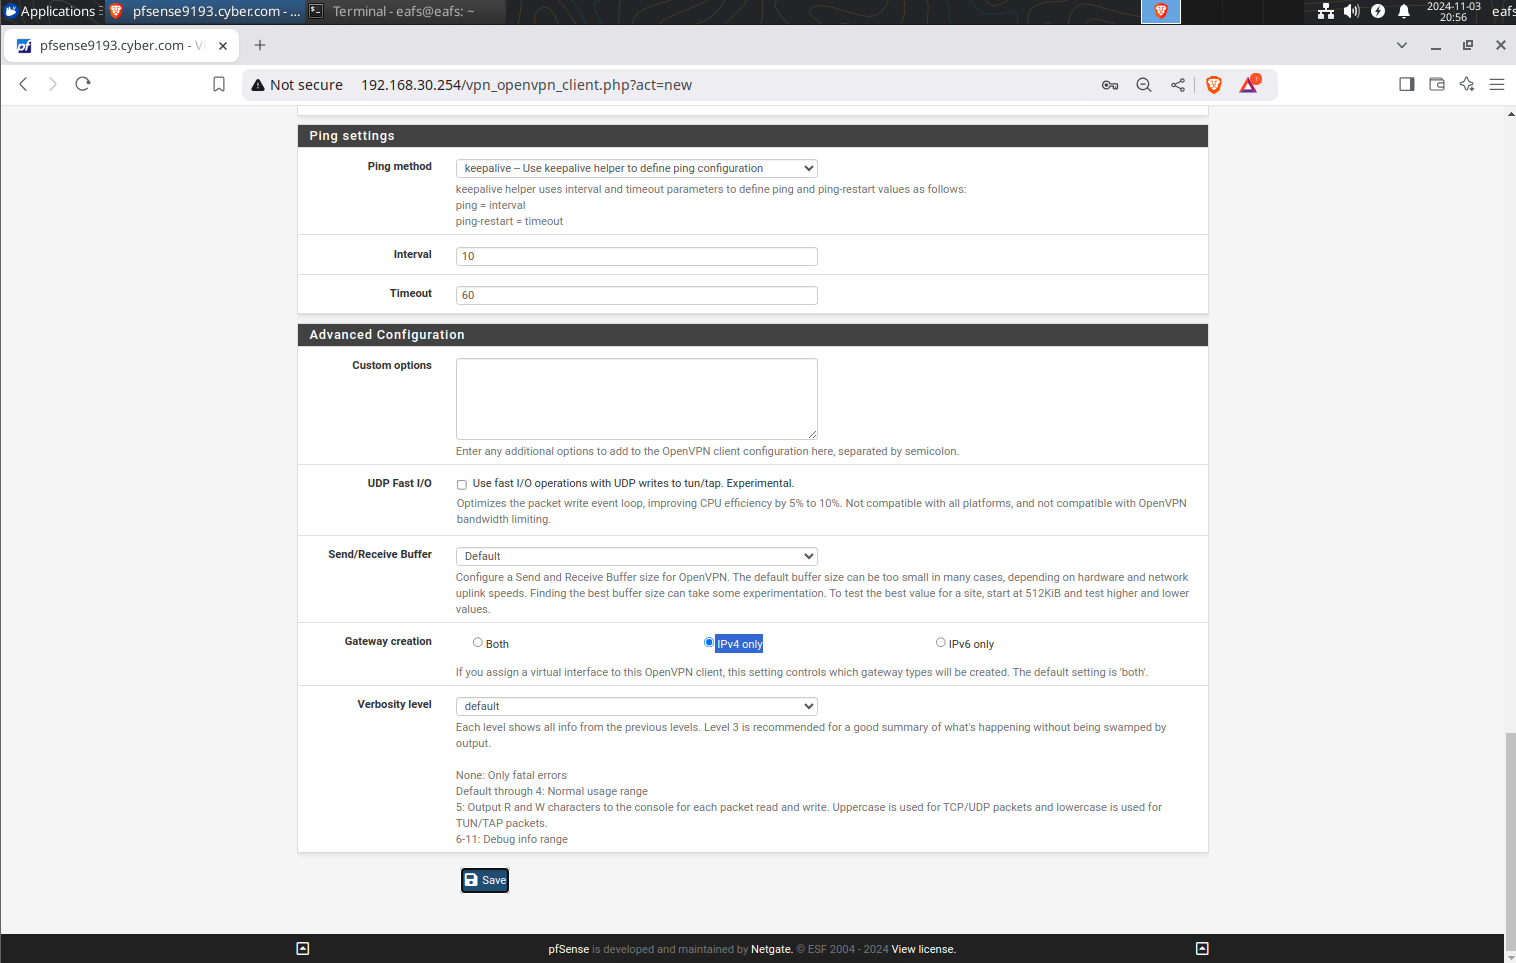 Applications
pfsense9193.cyber.com - ...
Terminal - eafs@eafs: ~
2024-11-03
20:56
eafs
pfsense9193.cyber.com - V
Not secure
192.168.30.254/vpn_openvpn_client.php?act=new
Ping settings
Ping method
keepalive -- Use keepalive helper to define ping configuration
keepalive helper uses interval and timeout parameters to define ping and ping-restart values as follows:
ping = interval
ping-restart = timeout
Interval
10
Timeout
60
Advanced Configuration
Custom options
Enter any additional options to add to the OpenVPN client configuration here, separated by semicolon.
UDP Fast I/O
Use fast I/O operations with UDP writes to tun/tap. Experimental.
Optimizes the packet write event loop, improving CPU efficiency by 5% to 10%. Not compatible with all platforms, and not compatible with OpenVPN
bandwidth limiting.
Send/Receive Buffer
Default
Configure a Send and Receive Buffer size for OpenVPN. The default buffer size can be too small in many cases, depending on hardware and network
uplink speeds. Finding the best buffer size can take some experimentation. To test the best value for a site, start at 512KiB and test higher and lower
values.
Gateway creation
Both
IPv4 only
IPv6 only
If you assign a virtual interface to this OpenVPN client, this setting controls which gateway types will be created. The default setting is 'both'.
Verbosity level
default
Each level shows all info from the previous levels. Level 3 is recommended for a good summary of what's happening without being swamped by
output.
None: Only fatal errors
Default through 4: Normal usage range
5: Output R and W characters to the console for each packet read and write. Uppercase is used for TCP/UDP packets and lowercase is used for
TUN/TAP packets.
6-11: Debug info range
Save
pfSense is developed and maintained by Netgate. © ESF 2004 - 2024 View license.